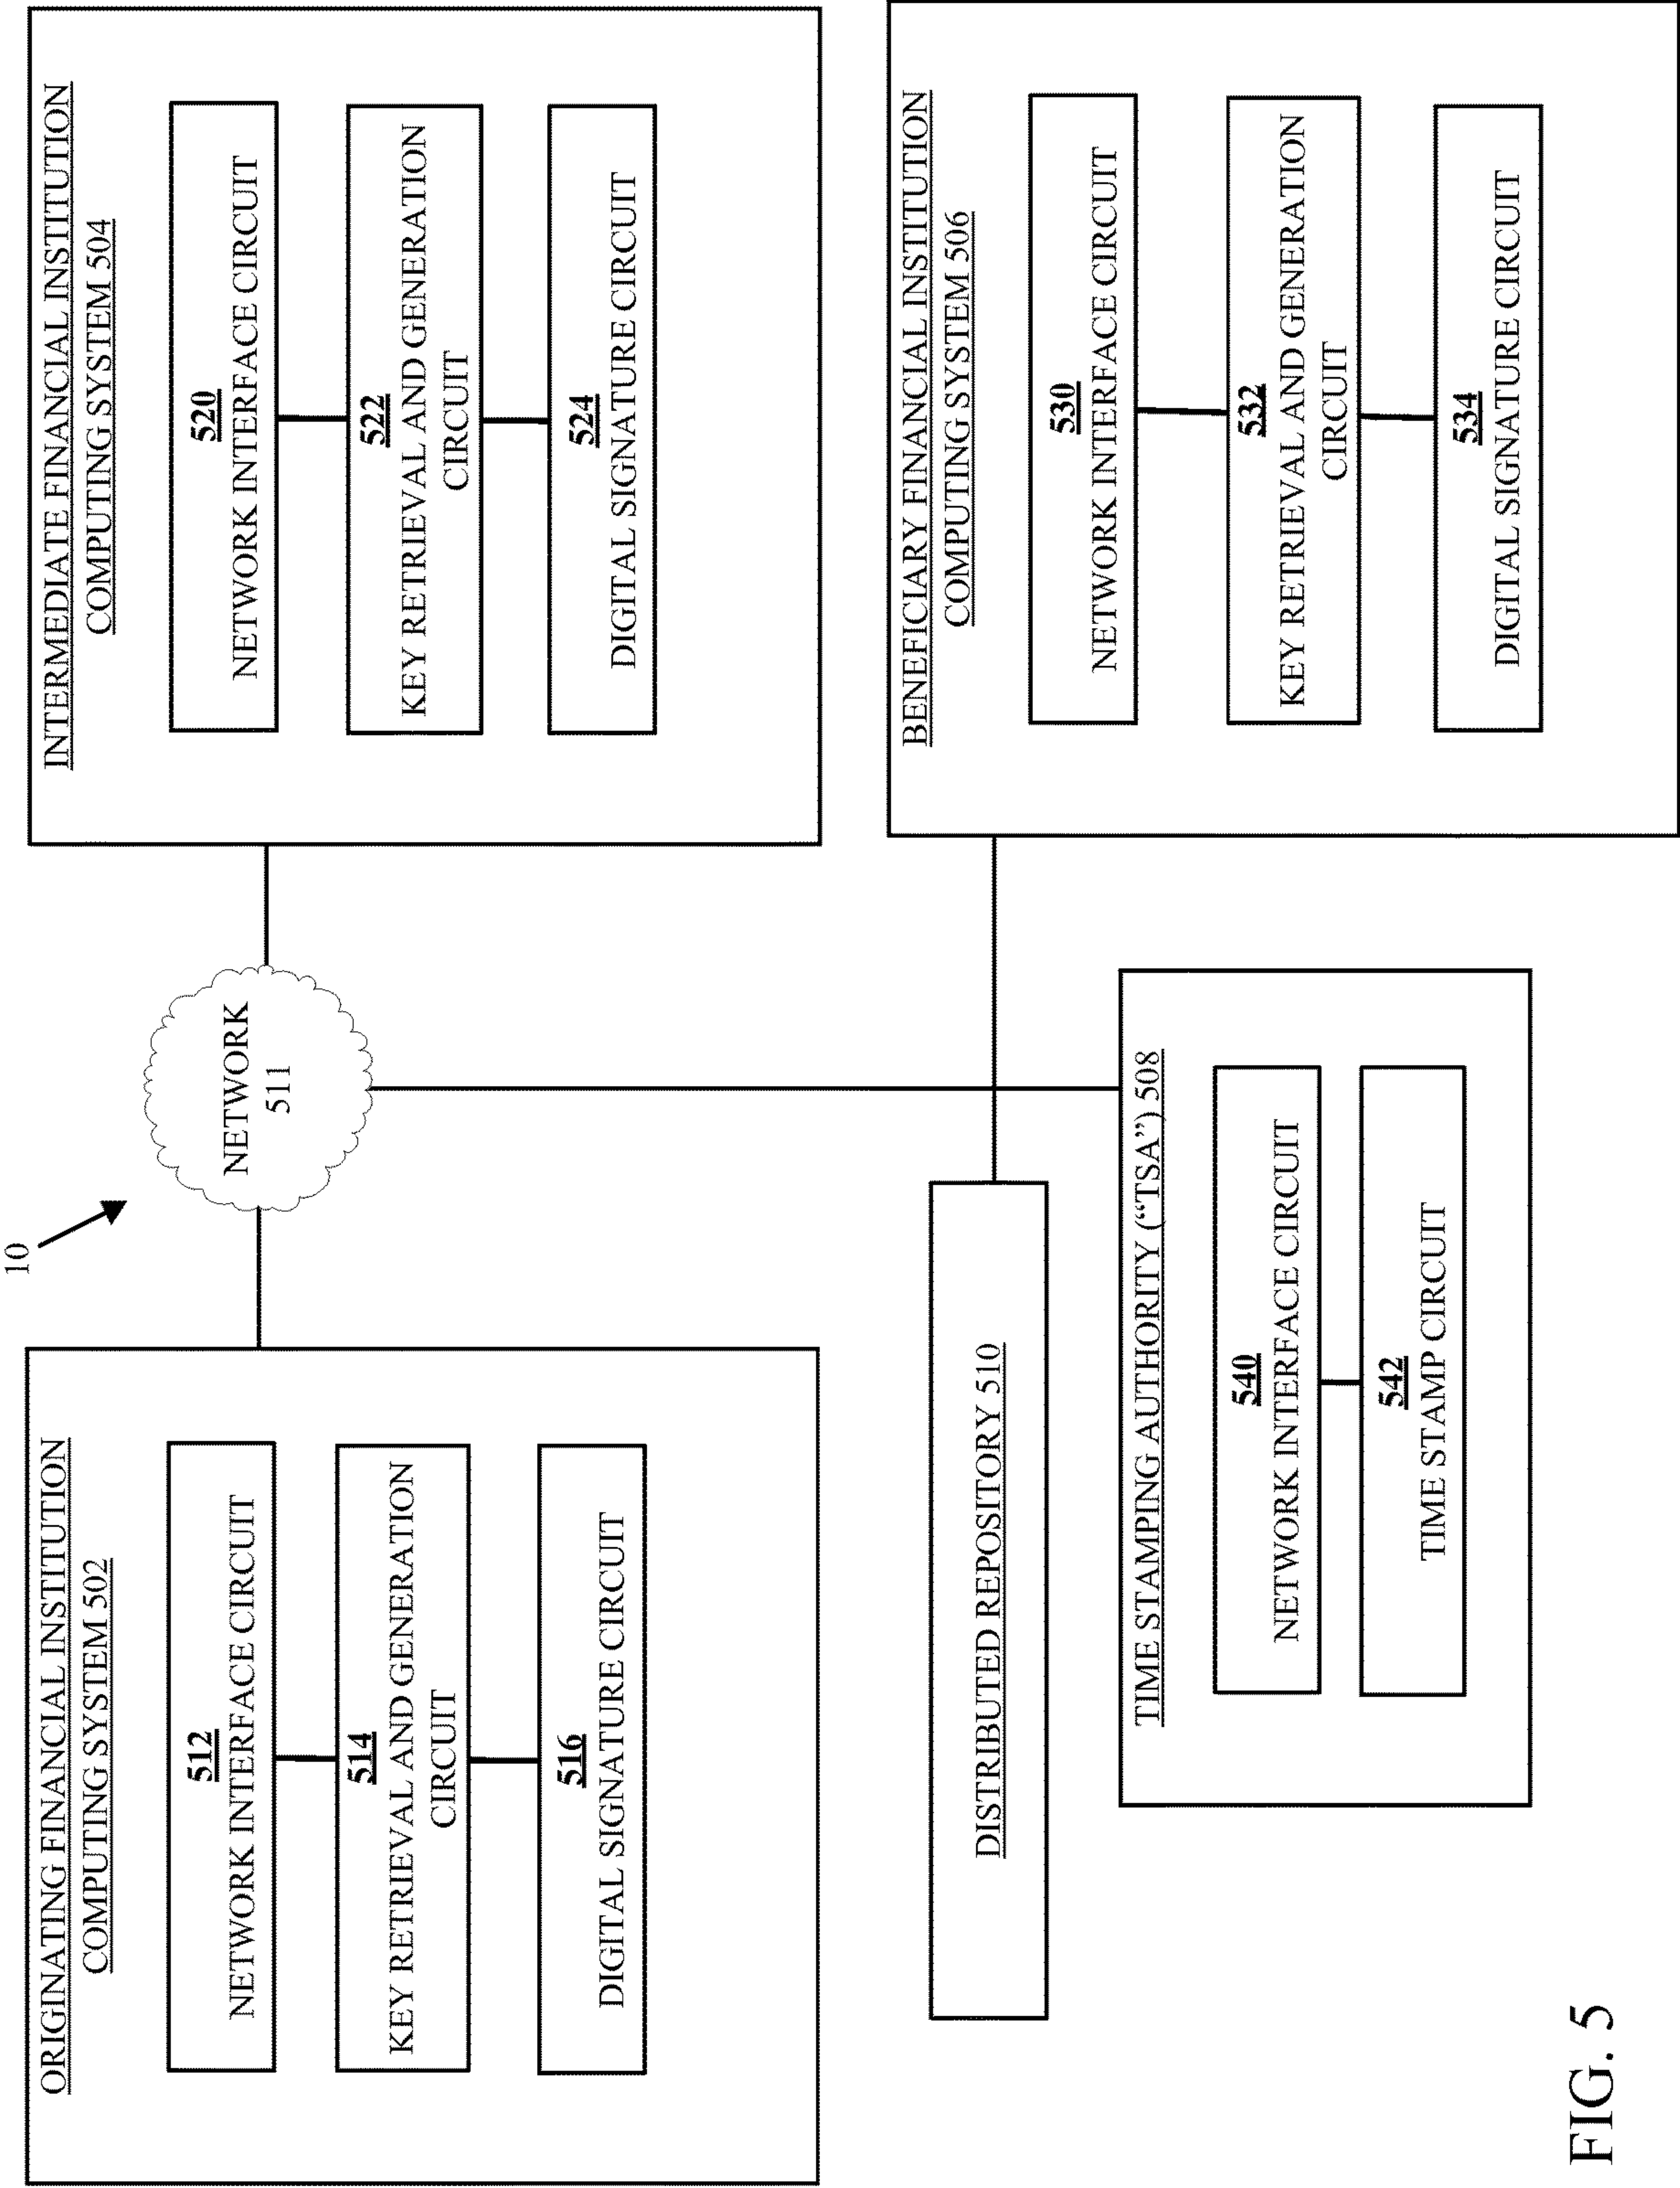 10
ORIGINATING FINANCIAL INSTITUTION
COMPUTING SYSTEM 502
512
NETWORK INTERFACE CIRCUIT
514
KEY RETRIEVAL AND GENERATION
CIRCUIT
516
DIGITAL SIGNATURE CIRCUIT
NETWORK
511
INTERMEDIATE FINANCIAL INSTITUTION
COMPUTING SYSTEM 504
520
NETWORK INTERFACE CIRCUIT
522
KEY RETRIEVAL AND GENERATION
CIRCUIT
524
DIGITAL SIGNATURE CIRCUIT
DISTRIBUTED REPOSITORY 510
TIME STAMPING AUTHORITY (“TSA”) 508
540
NETWORK INTERFACE CIRCUIT
542
TIME STAMP CIRCUIT
BENEFICIARY FINANCIAL INSTITUTION
COMPUTING SYSTEM 506
530
NETWORK INTERFACE CIRCUIT
532
KEY RETRIEVAL AND GENERATION
CIRCUIT
534
DIGITAL SIGNATURE CIRCUIT
FIG. 5